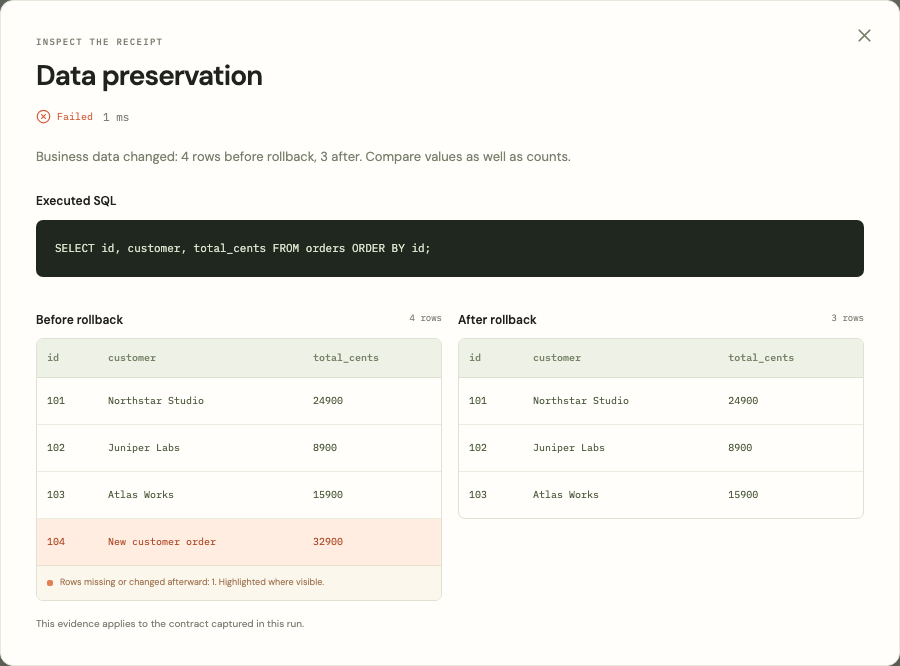 INSPECT THE RECEIPT
Data preservation
Failed 1 ms
Business data changed: 4 rows before rollback, 3 after. Compare values as well as counts.
Executed SQL
SELECT id, customer, total_cents FROM orders ORDER BY id;
Before rollback 4 rows
id customer total_cents
101 Northstar Studio 24900
102 Juniper Labs 8900
103 Atlas Works 15900
104 New customer order 32900
Rows missing or changed afterward: 1. Highlighted where visible.
After rollback 3 rows
id customer total_cents
101 Northstar Studio 24900
102 Juniper Labs 8900
103 Atlas Works 15900
This evidence applies to the contract captured in this run.